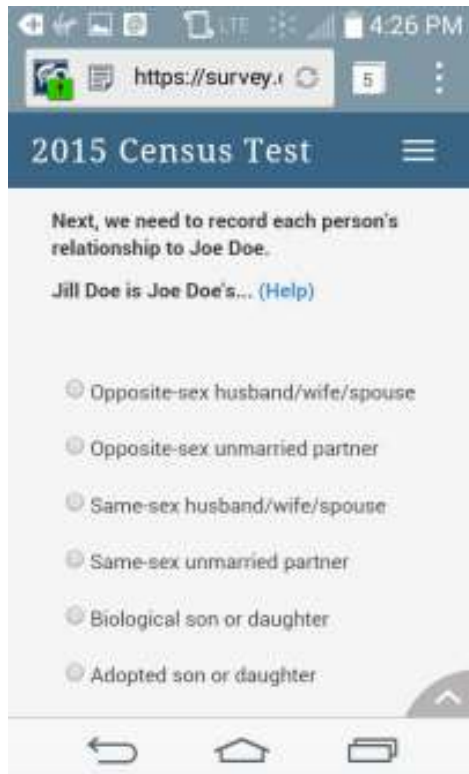 LTE 4:26 PM
https://survey.c 5
2015 Census Test
Next, we need to record each person's
relationship to Joe Doe.
Jill Doe is Joe Doe's... (Help)
Opposite-sex husband/wife/spouse
Opposite-sex unmarried partner
Same-sex husband/wife/spouse
Same-sex unmarried partner
Biological son or daughter
Adopted son or daughter